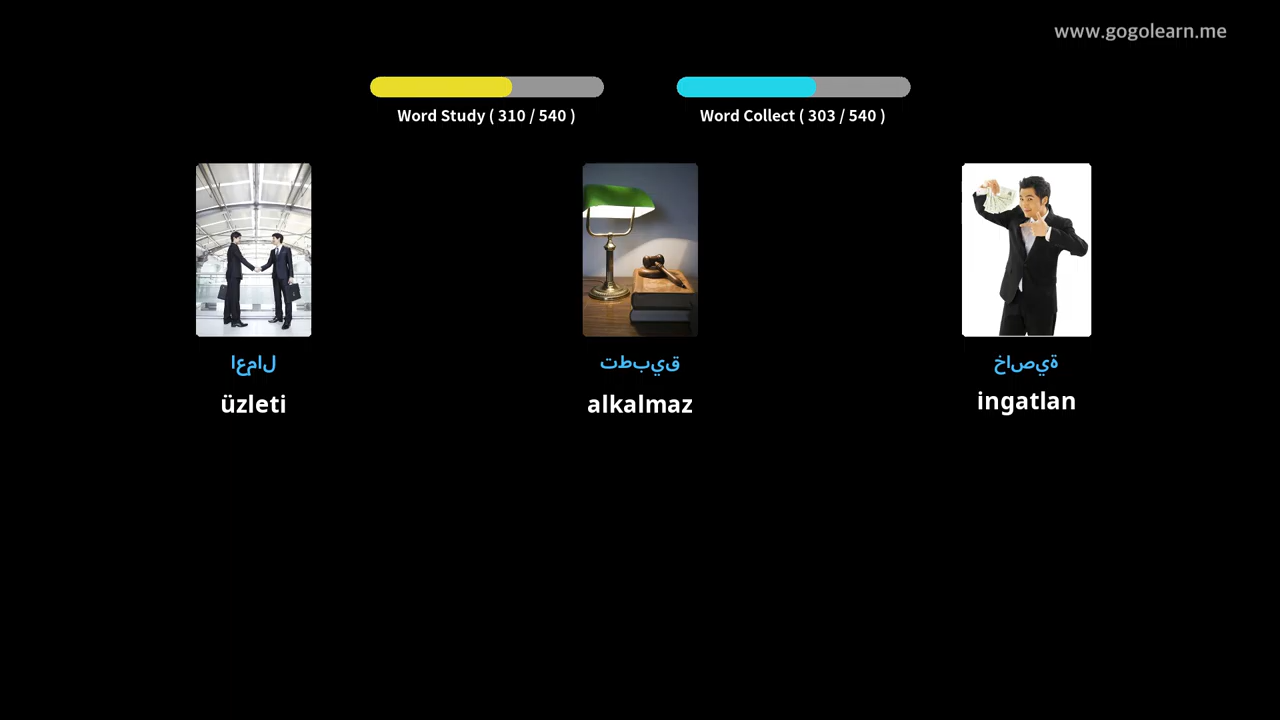 www.gogolearn.me
Word Study ( 310 / 540 )
Word Collect ( 303 / 540 )
اعمال
تطبيق
خاصية
üzleti
alkalmaz
ingatlan